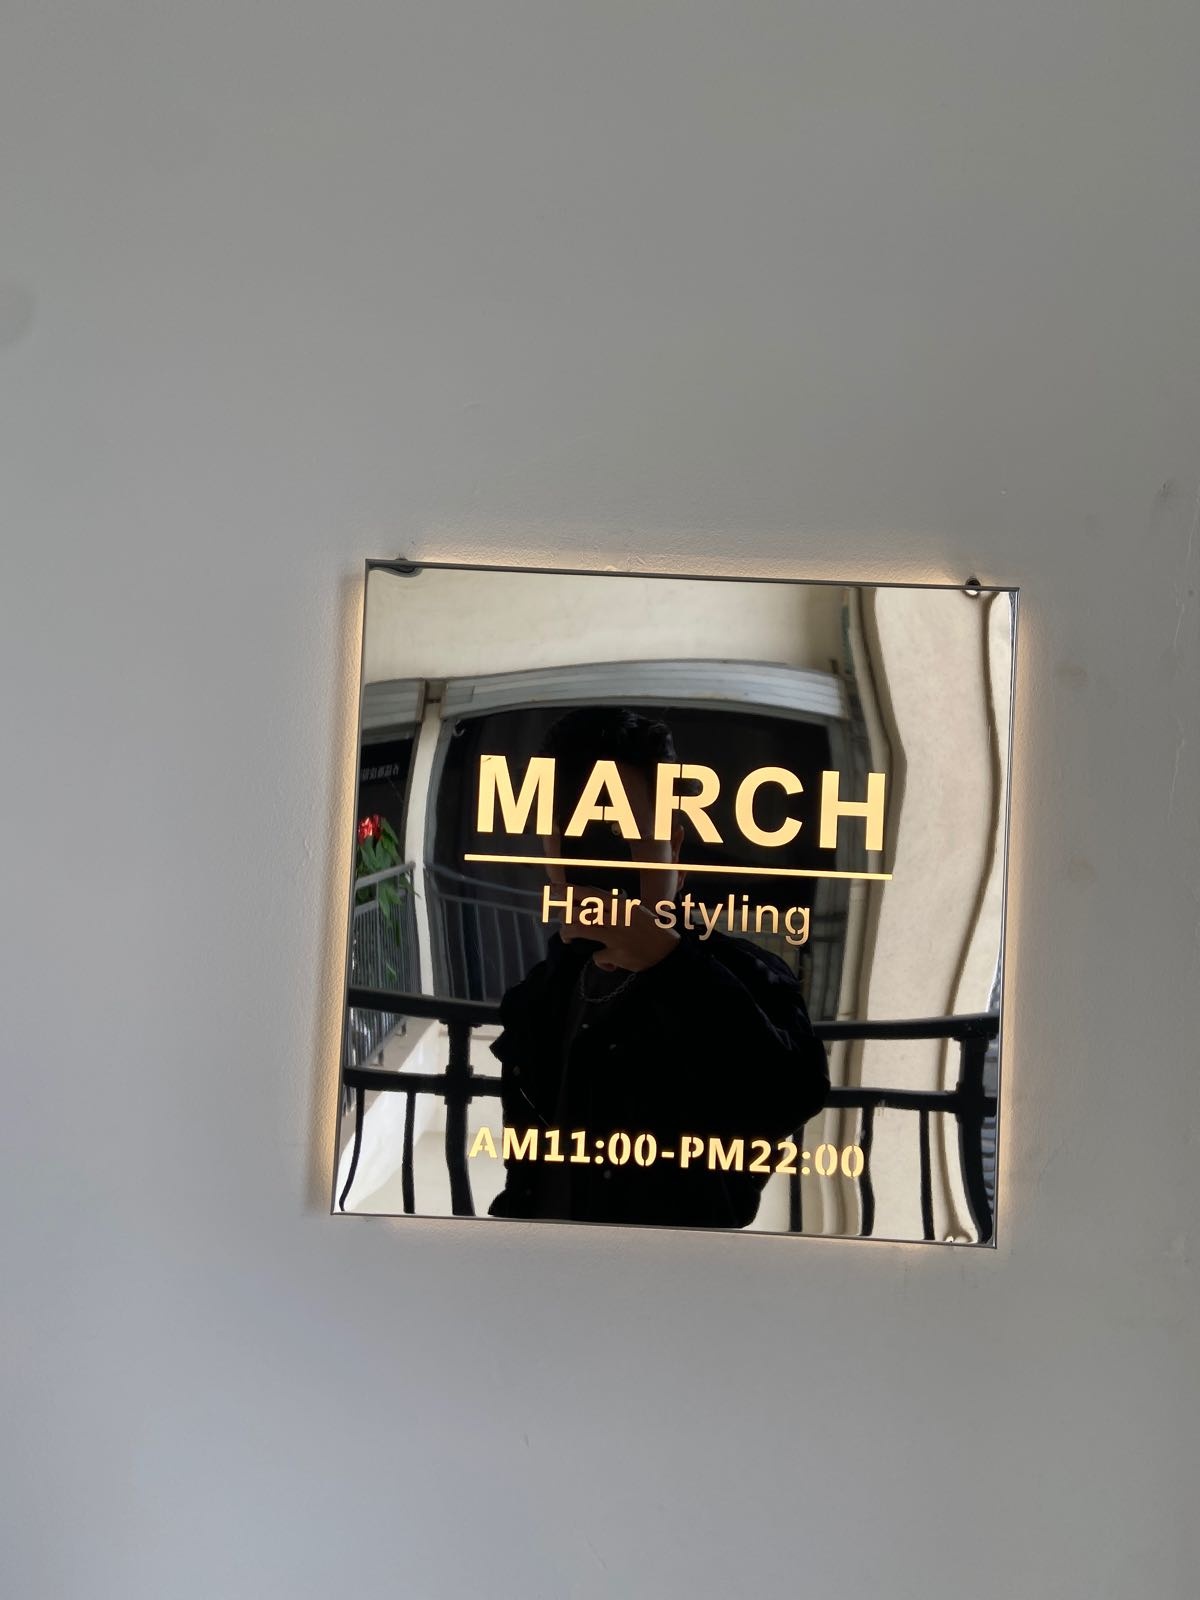 MARCH
Hair styling
AM11:00-PM22:00